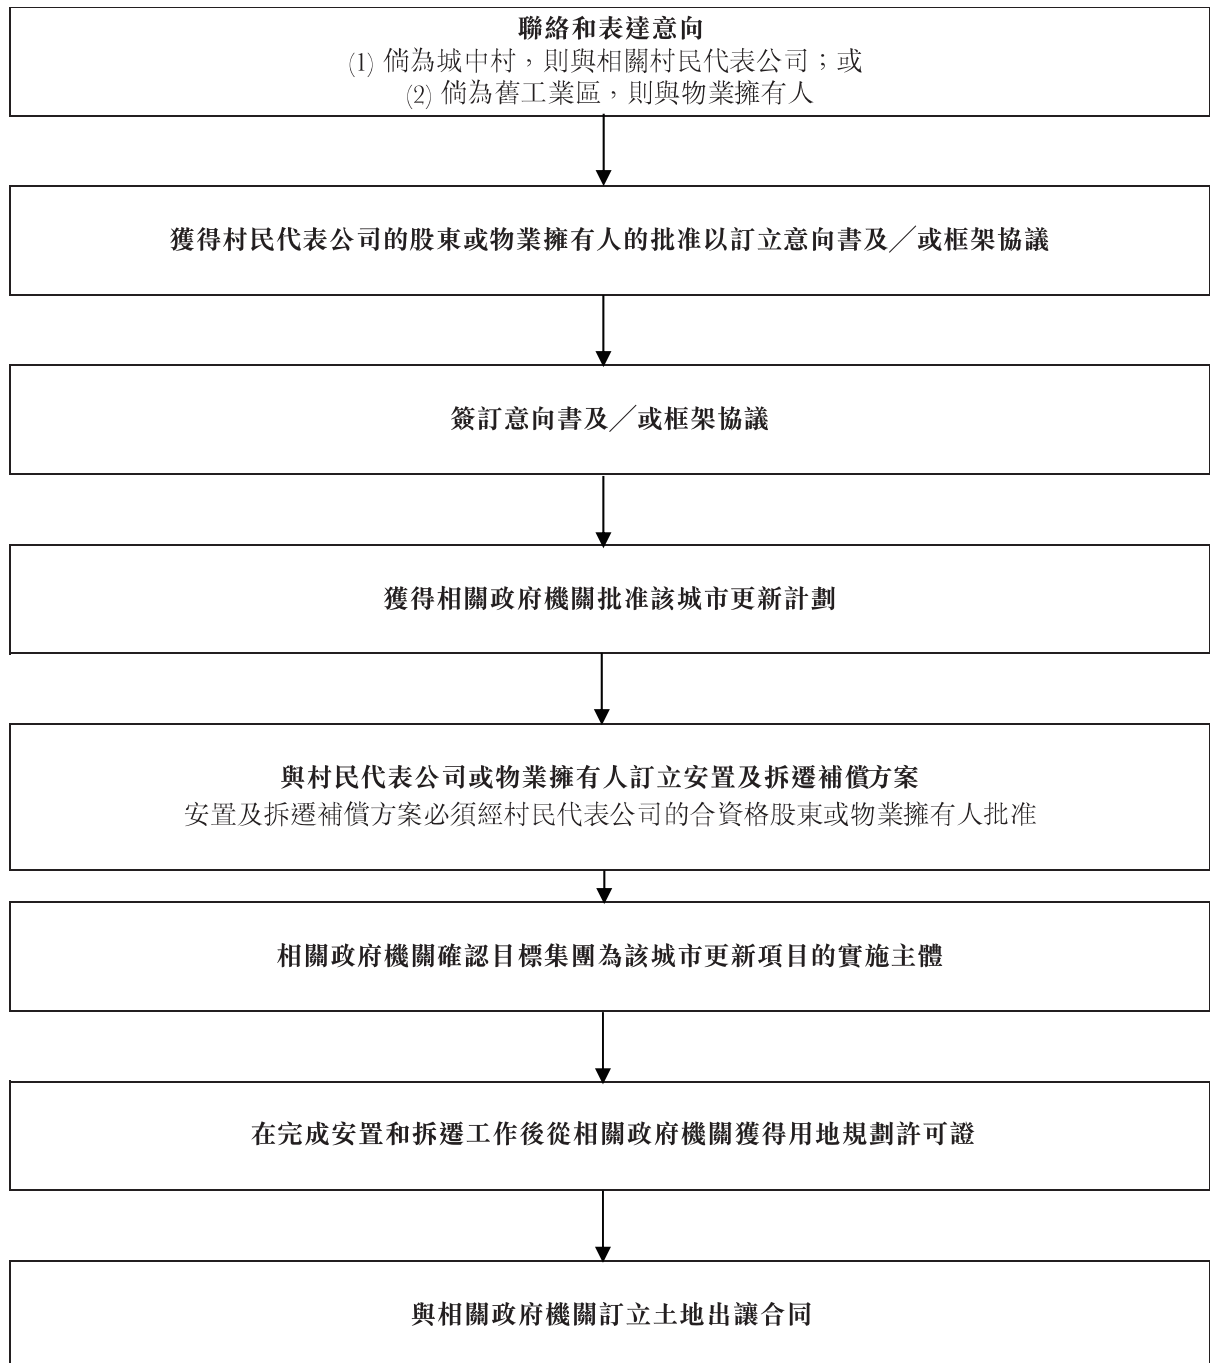 聯絡和表達意向
(1) 倘為城中村，則與相關村民代表公司；或
(2) 倘為舊工業區，則與物業擁有人
獲得村民代表公司的股東或物業擁有人的批准以訂立意向書及／或框架協議
簽訂意向書及／或框架協議
獲得相關政府機關批准該城市更新計劃
與村民代表公司或物業擁有人訂立安置及拆遷補償方案
安置及拆遷補償方案必須經村民代表公司的合資格股東或物業擁有人批准
相關政府機關確認目標集團為該城市更新項目的實施主體
在完成安置和拆遷工作後從相關政府機關獲得用地規劃許可證
與相關政府機關訂立土地出讓合同